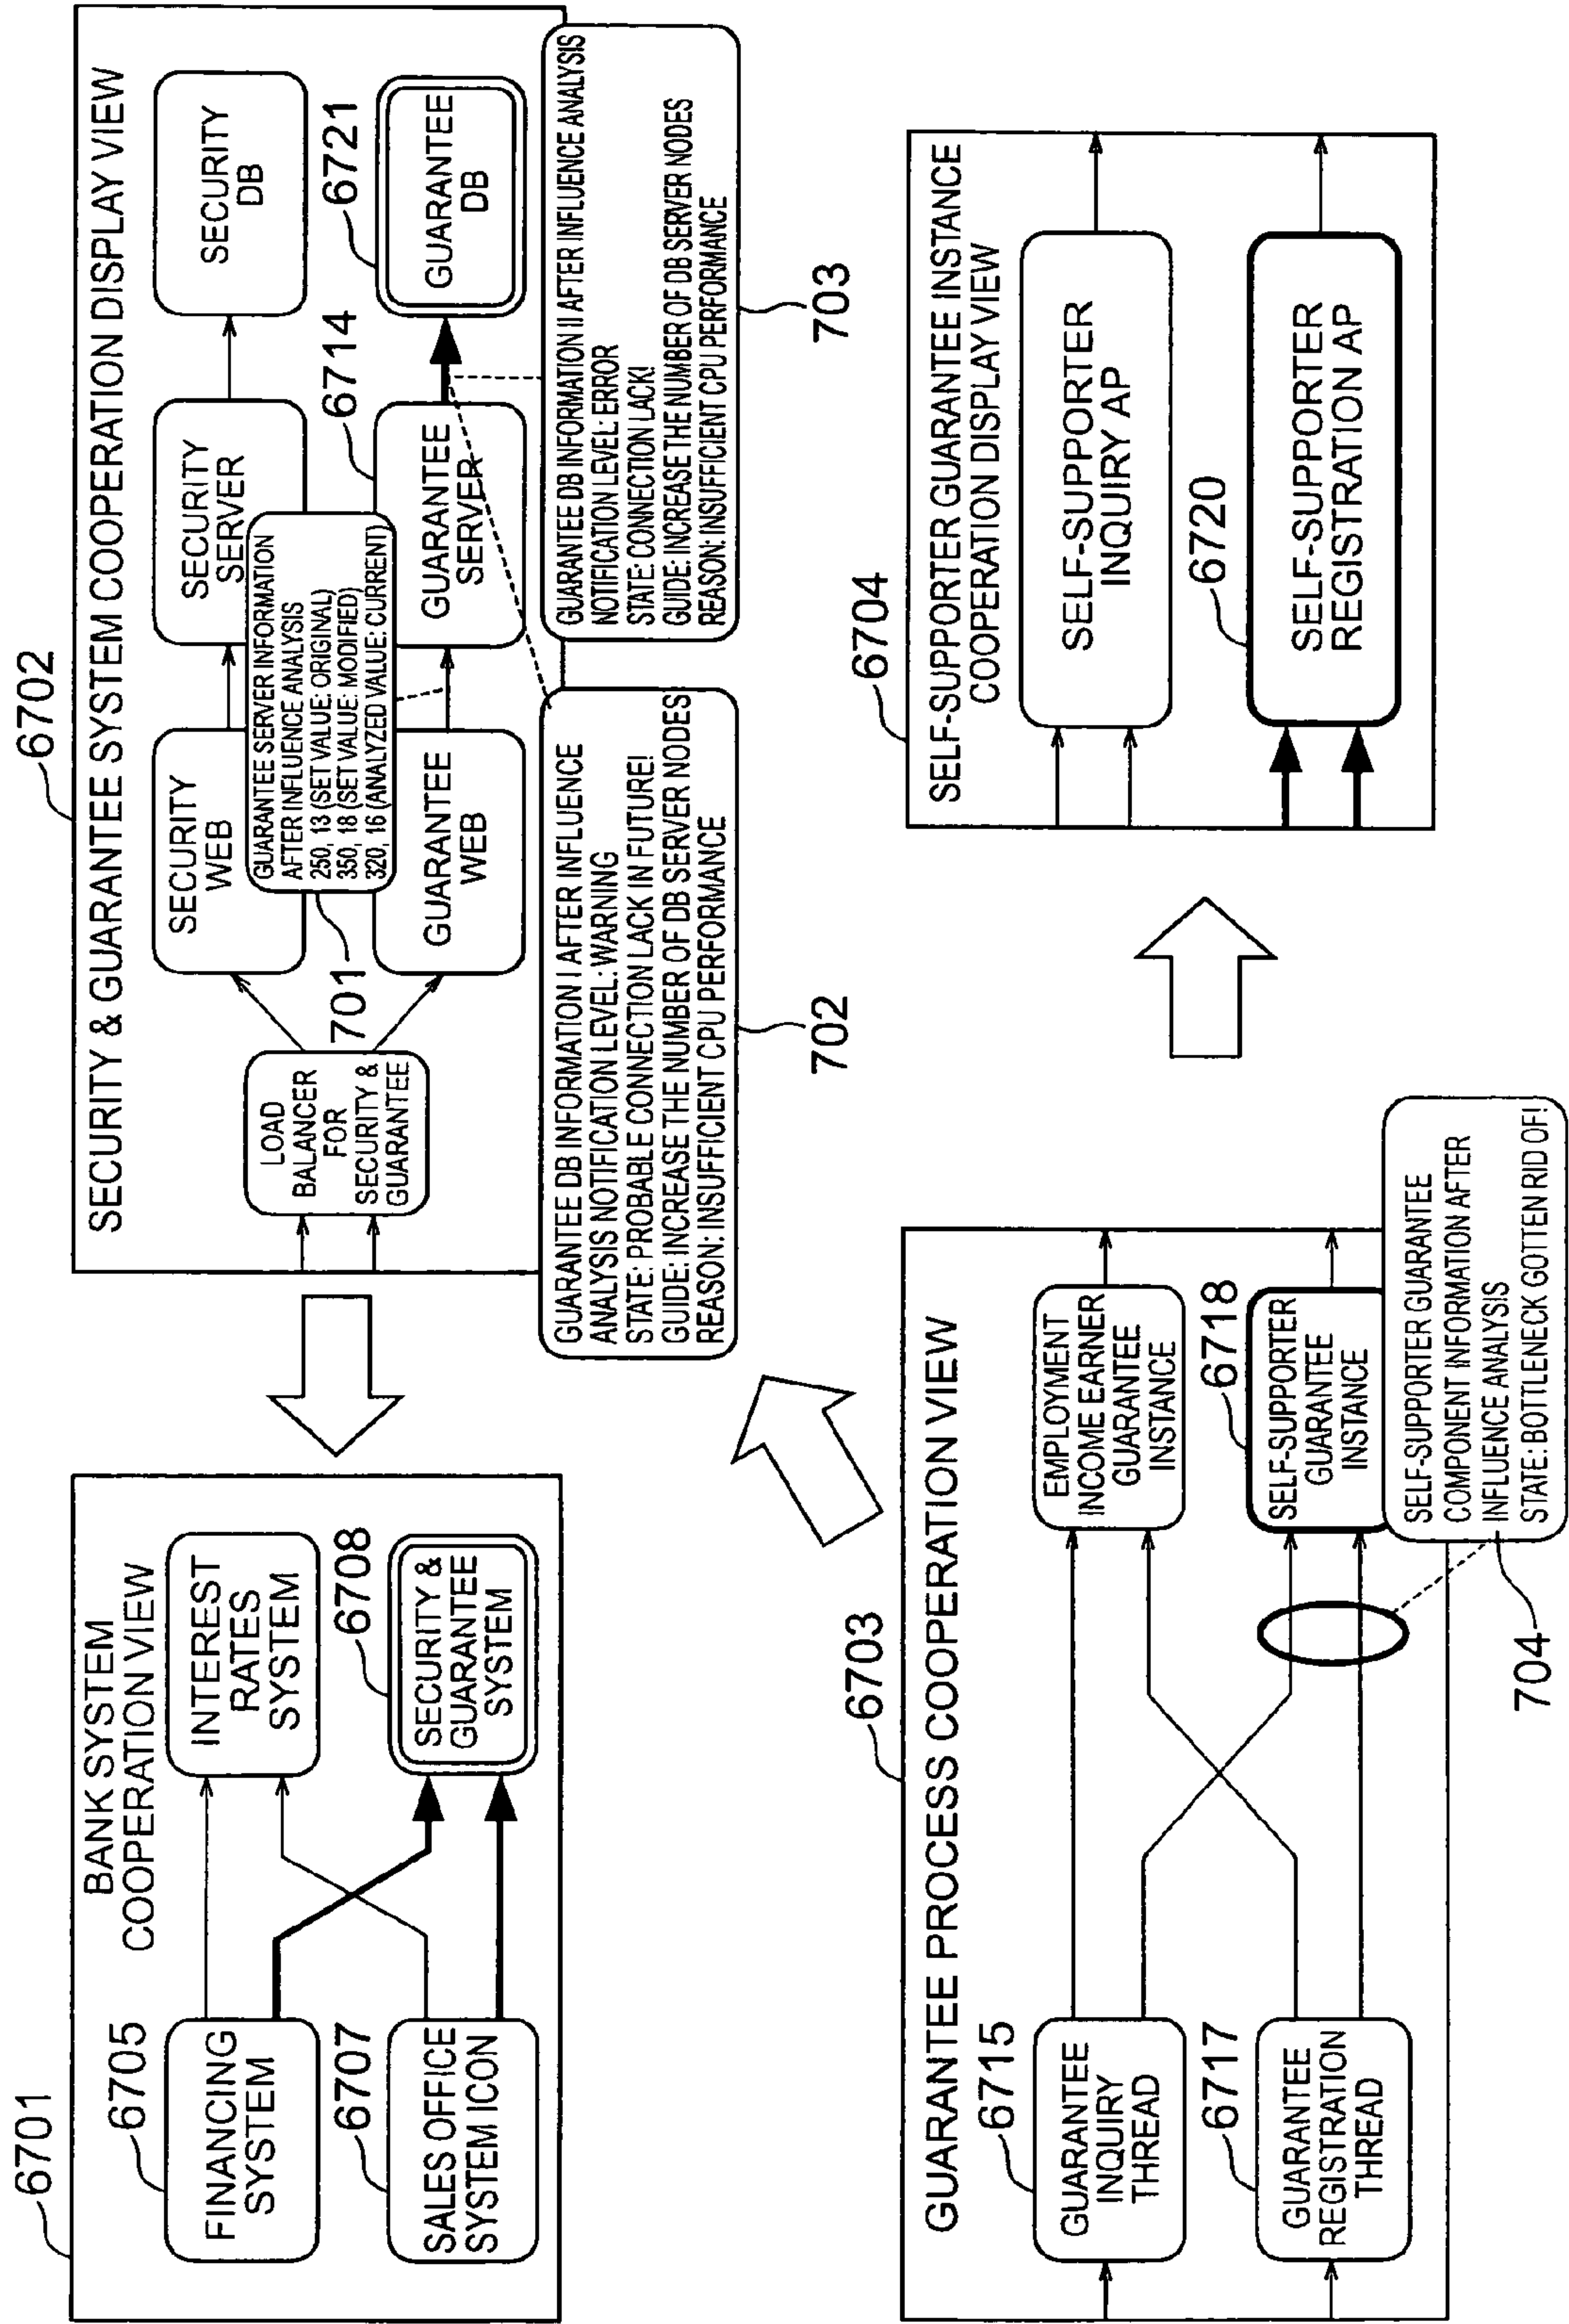 6701
BANK SYSTEM
COOPERATION VIEW
6705
FINANCING
SYSTEM
INTEREST
RATES
SYSTEM
6707
SALES OFFICE
SYSTEM ICON
6708
SECURITY &
GUARANTEE
SYSTEM
6702
SECURITY & GUARANTEE SYSTEM COOPERATION DISPLAY VIEW
LOAD
BALANCER
FOR
SECURITY &
GUARANTEE
SECURITY
WEB
SECURITY
SERVER
SECURITY
DB
701
GUARANTEE SERVER INFORMATION
AFTER INFLUENCE ANALYSIS
250, 13 (SET VALUE: ORIGINAL)
350, 18 (SET VALUE: MODIFIED)
320, 16 (ANALYZED VALUE: CURRENT)
GUARANTEE
WEB
6714
GUARANTEE
SERVER
6721
GUARANTEE
DB
GUARANTEE DB INFORMATION I AFTER INFLUENCE
ANALYSIS NOTIFICATION LEVEL: WARNING
STATE: PROBABLE CONNECTION LACK IN FUTURE!
GUIDE: INCREASE THE NUMBER OF DB SERVER NODES
REASON: INSUFFICIENT CPU PERFORMANCE
702
GUARANTEE DB INFORMATION II AFTER INFLUENCE ANALYSIS
NOTIFICATION LEVEL: ERROR
STATE: CONNECTION LACK!
GUIDE: INCREASE THE NUMBER OF DB SERVER NODES
REASON: INSUFFICIENT CPU PERFORMANCE
703
6703
GUARANTEE PROCESS COOPERATION VIEW
6715
GUARANTEE
INQUIRY
THREAD
EMPLOYMENT
INCOME EARNER
GUARANTEE
INSTANCE
6717
GUARANTEE
REGISTRATION
THREAD
6718
SELF-SUPPORTER
GUARANTEE
INSTANCE
SELF-SUPPORTER GUARANTEE
COMPONENT INFORMATION AFTER
INFLUENCE ANALYSIS
STATE: BOTTLENECK GOTTEN RID OF!
704
6704
SELF-SUPPORTER GUARANTEE INSTANCE
COOPERATION DISPLAY VIEW
SELF-SUPPORTER
INQUIRY AP
6720
SELF-SUPPORTER
REGISTRATION AP